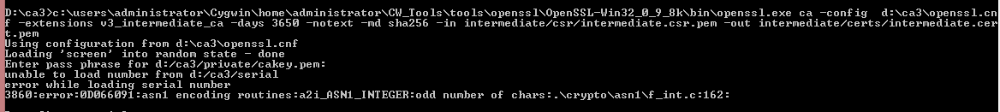 D:\ca3>c:\users\administrator\Cygwin\home\administrator\CW_Tools\tools\openssl\OpenSSL-Win32_0_9_8k\bin\openssl.exe ca -config  d:\ca3\openssl.cn
f -extensions v3_intermediate_ca -days 3650 -notext -md sha256 -in intermediate/csr/intermediate.csr.pem -out intermediate/certs/intermediate.cer
t.pem
Using configuration from d:\ca3\openssl.cnf
Loading 'screen' into random state - done
Enter pass phrase for d:/ca3/private/cakey.pem:
unable to load number from d:/ca3/serial
error while loading serial number
3860:error:0D066091:asn1 encoding routines:a2i_ASN1_INTEGER:odd number of chars:.\crypto\asn1\f_int.c:162: